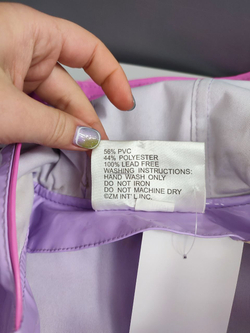 56% PVC
44% POLYESTER
100% LEAD FREE
WASHING INSTRUCTIONS:
HAND WASH ONLY
DO NOT IRON
DO NOT MACHINE DRY
©ZM INT'L INC.